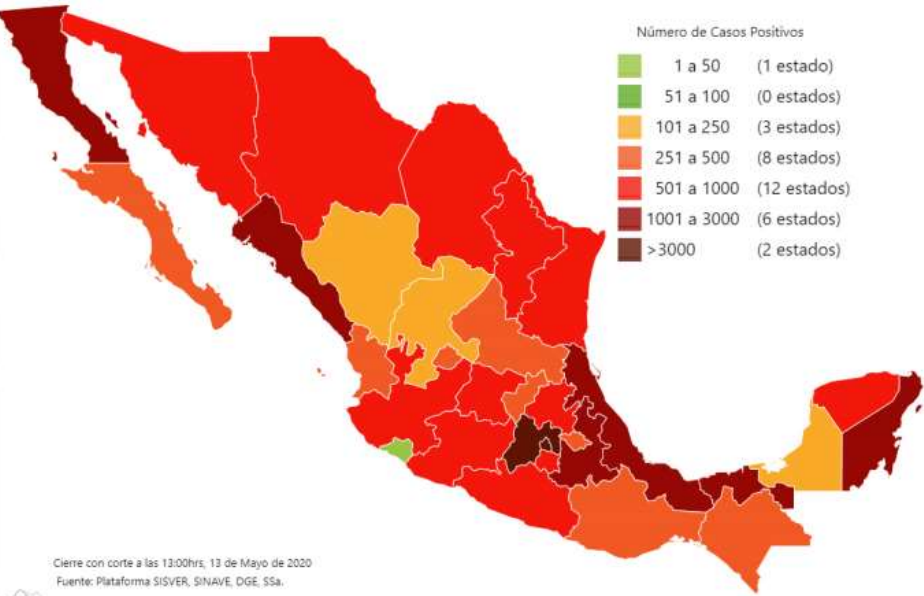 Número de Casos Positivos
1 a 50 (1 estado)
51 a 100 (0 estados)
101 a 250 (3 estados)
251 a 500 (8 estados)
501 a 1000 (12 estados)
1001 a 3000 (6 estados)
>3000 (2 estados)
Cierre con corte a las 13:00hrs, 13 de Mayo de 2020
Fuente: Plataforma SISVER, SINAVE, DGE, SSa.